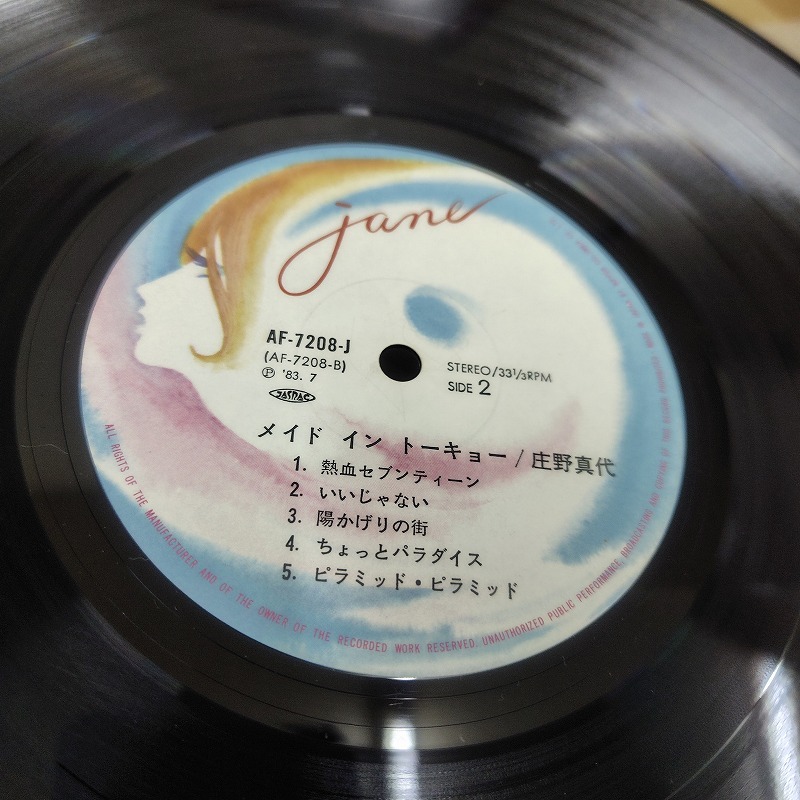 jane
AF-7208-J
(AF-7208-B)
Ⓟ '83. 7
JASRAC
STEREO/33 1/3 RPM
SIDE 2
メイド イン トーキョー / 庄野真代
1. 熱血セブンティーン
2. いいじゃない
3. 陽かげりの街
4. ちょっとパラダイス
5. ピラミッド・ピラミッド
ALL RIGHTS OF THE MANUFACTURER AND OF THE OWNER OF THE RECORDED WORK RESERVED. UNAUTHORIZED PUBLIC PERFORMANCE, BROADCASTING AND